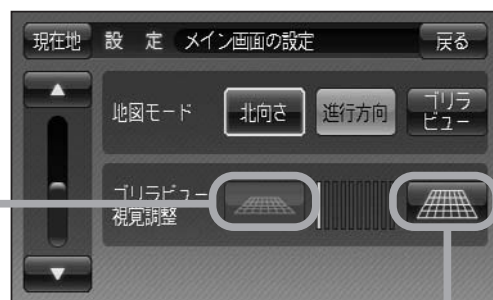 現在地 設 定 メイン画面の設定 戻る
地図モード 北向き 進行方向 ゴリラ
ビュー
ゴリラビュー
視覚調整